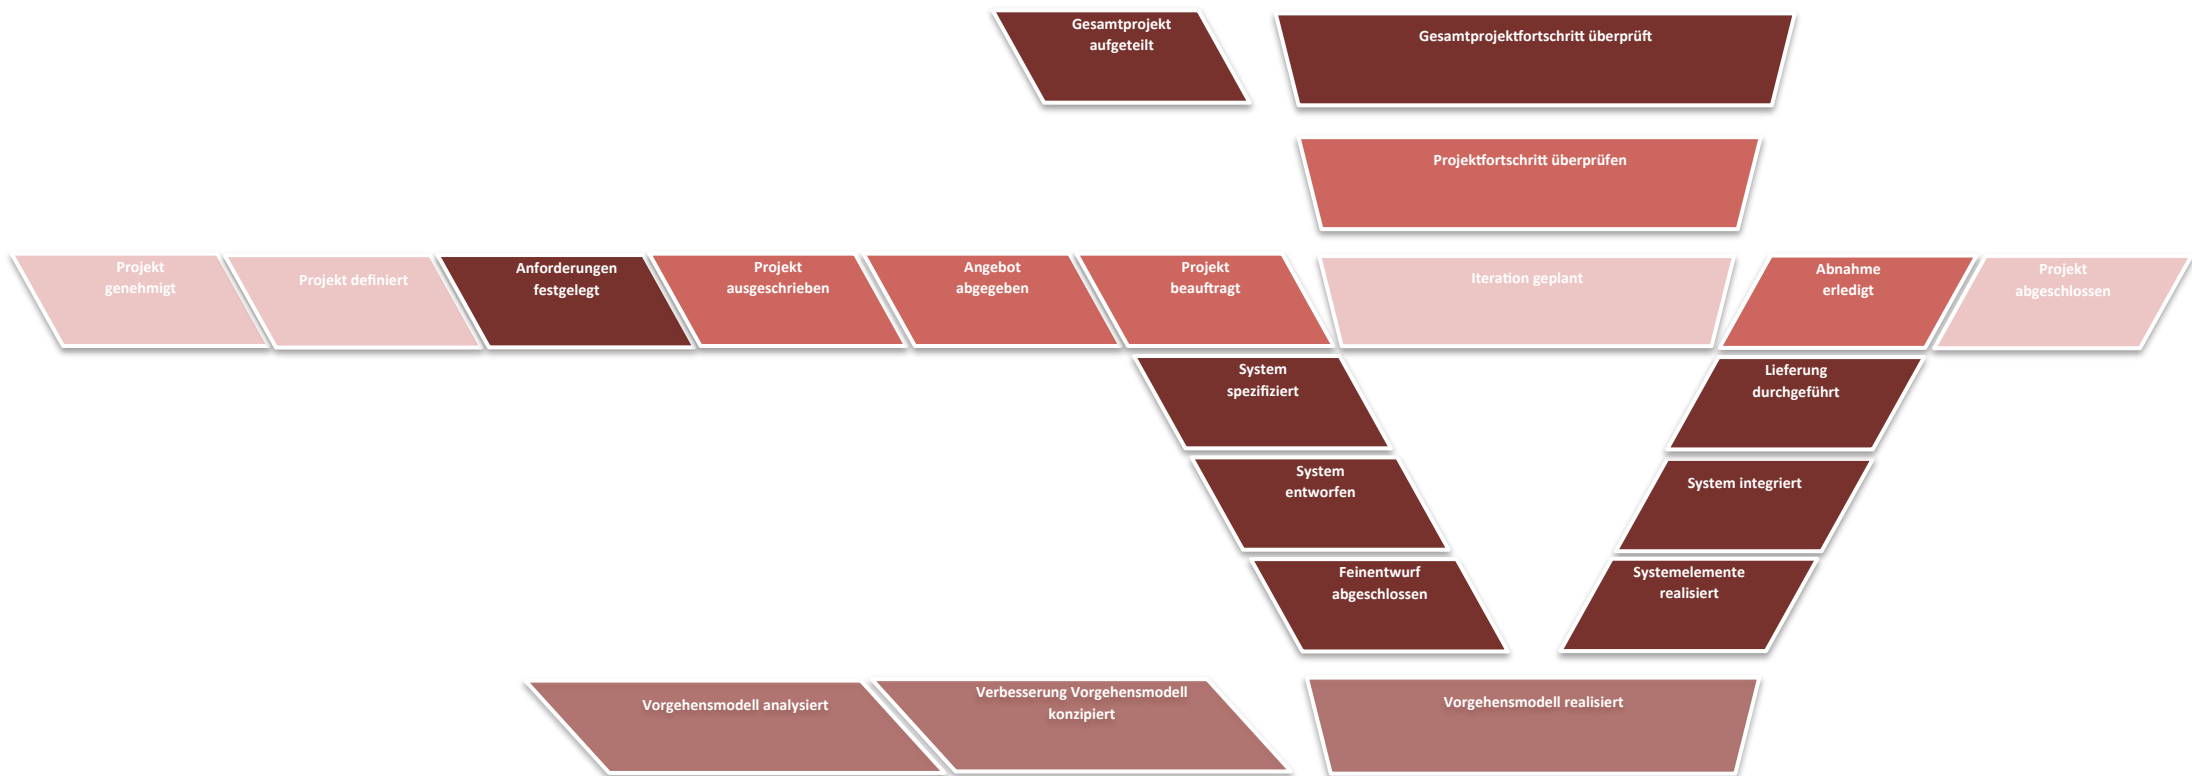 Gesamtprojekt
aufgeteilt
Gesamtprojektfortschritt überprüft
Projektfortschritt überprüfen
Projekt
genehmigt
Projekt definiert
Anforderungen
festgelegt
Projekt
ausgeschrieben
Angebot
abgegeben
Projekt
beauftragt
Iteration geplant
Abnahme
erledigt
Projekt
abgeschlossen
System
spezifiziert
Lieferung
durchgeführt
System
entworfen
System integriert
Feinentwurf
abgeschlossen
Systemelemente
realisiert
Vorgehensmodell analysiert
Verbesserung Vorgehensmodell
konzipiert
Vorgehensmodell realisiert